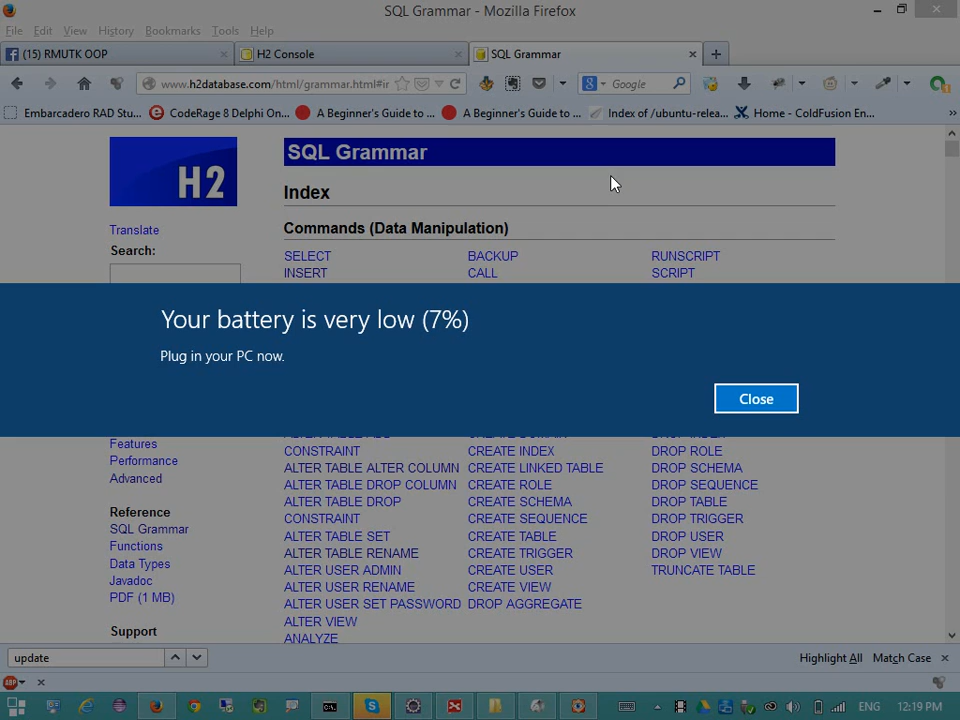 SQL Grammar - Mozilla Firefox
File Edit View History Bookmarks Tools Help
(15) RMUTK OOP
H2 Console
SQL Grammar
www.h2database.com/html/grammar.html#ir
Google
Embarcadero RAD Stu...
CodeRage 8 Delphi On...
A Beginner's Guide to ...
A Beginner's Guide to ...
Index of /ubuntu-relea...
Home - ColdFusion En...
H2
SQL Grammar
Index
Translate
Search:
Commands (Data Manipulation)
SELECT BACKUP RUNSCRIPT
INSERT CALL SCRIPT
Your battery is very low (7%)
Plug in your PC now.
Close
Features
Performance
Advanced
Reference
SQL Grammar
Functions
Data Types
Javadoc
PDF (1 MB)
Support
CONSTRAINT CREATE INDEX DROP ROLE
ALTER TABLE ALTER COLUMN CREATE LINKED TABLE DROP SCHEMA
ALTER TABLE DROP COLUMN CREATE ROLE DROP SEQUENCE
ALTER TABLE DROP CREATE SCHEMA DROP TABLE
CONSTRAINT CREATE SEQUENCE DROP TRIGGER
ALTER TABLE SET CREATE TABLE DROP USER
ALTER TABLE RENAME CREATE TRIGGER DROP VIEW
ALTER USER ADMIN CREATE USER TRUNCATE TABLE
ALTER USER RENAME CREATE VIEW
ALTER USER SET PASSWORD DROP AGGREGATE
ALTER VIEW
ANALYZE
update
Highlight All Match Case
ABP
ENG 12:19 PM